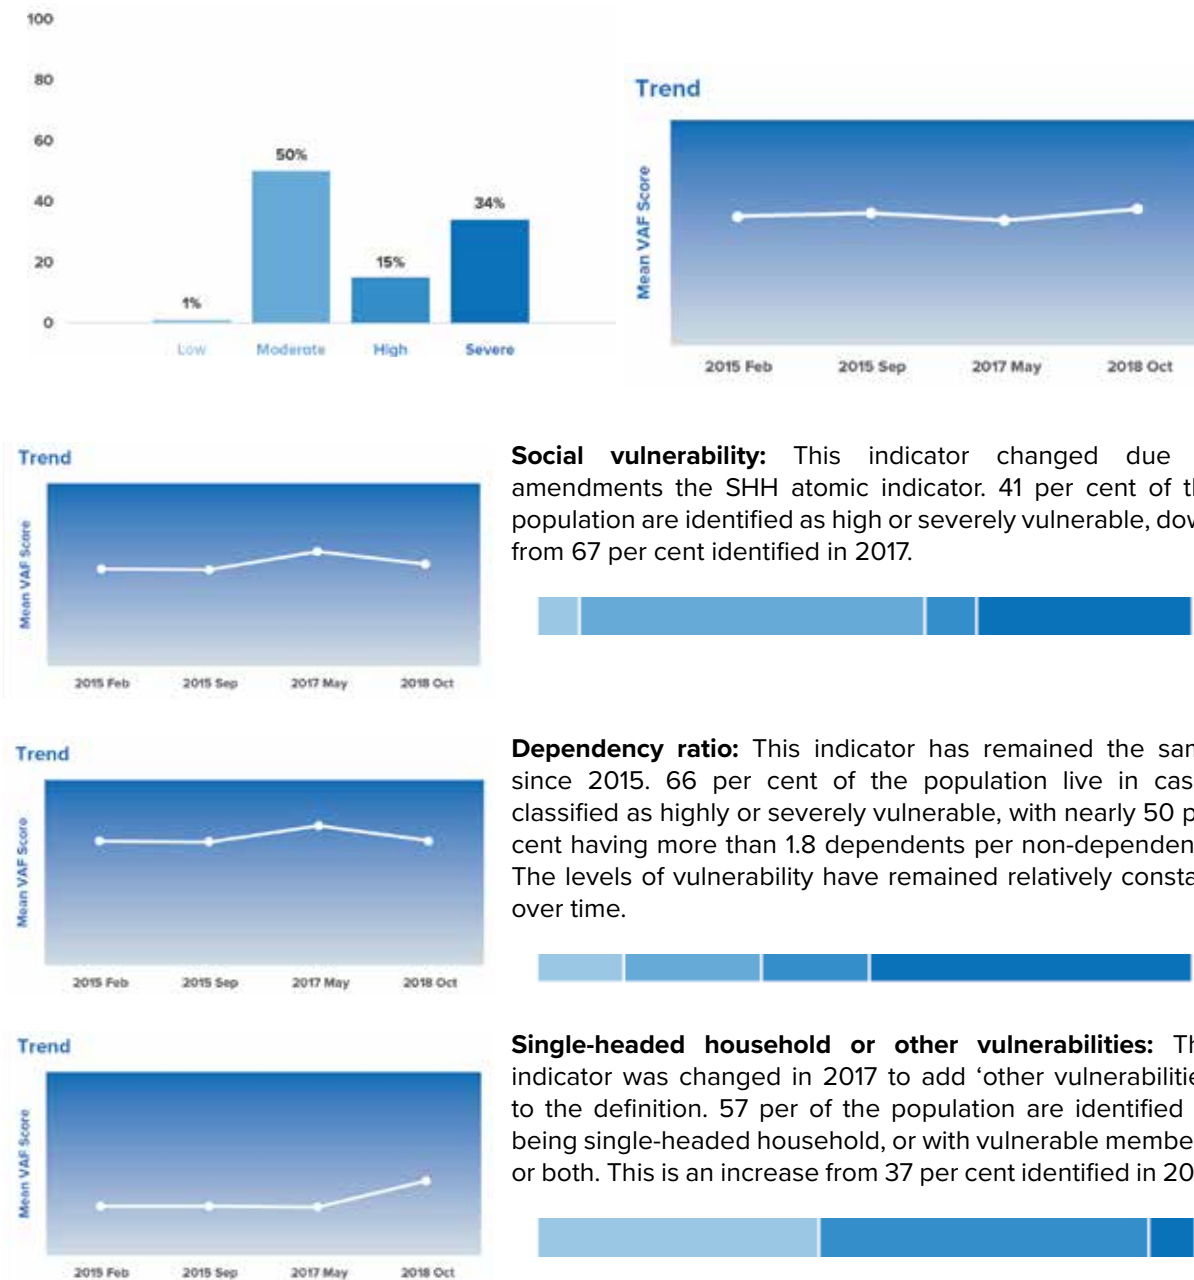 100
80
60
40
20
0
1%
50%
15%
34%
Low Moderate High Severe
Trend
Mean VAF Score
2015 Feb 2015 Sep 2017 May 2018 Oct
Trend
Mean VAF Score
2015 Feb 2015 Sep 2017 May 2018 Oct
Social vulnerability: This indicator changed due
amendments the SHH atomic indicator. 41 per cent of th
population are identified as high or severely vulnerable, dow
from 67 per cent identified in 2017.
Trend
Mean VAF Score
2015 Feb 2015 Sep 2017 May 2018 Oct
Dependency ratio: This indicator has remained the sam
since 2015. 66 per cent of the population live in cas
classified as highly or severely vulnerable, with nearly 50 p
cent having more than 1.8 dependents per non-dependen
The levels of vulnerability have remained relatively consta
over time.
Trend
Mean VAF Score
2015 Feb 2015 Sep 2017 May 2018 Oct
Single-headed household or other vulnerabilities: Th
indicator was changed in 2017 to add ‘other vulnerabilitie
to the definition. 57 per of the population are identified
being single-headed household, or with vulnerable member
or both. This is an increase from 37 per cent identified in 20